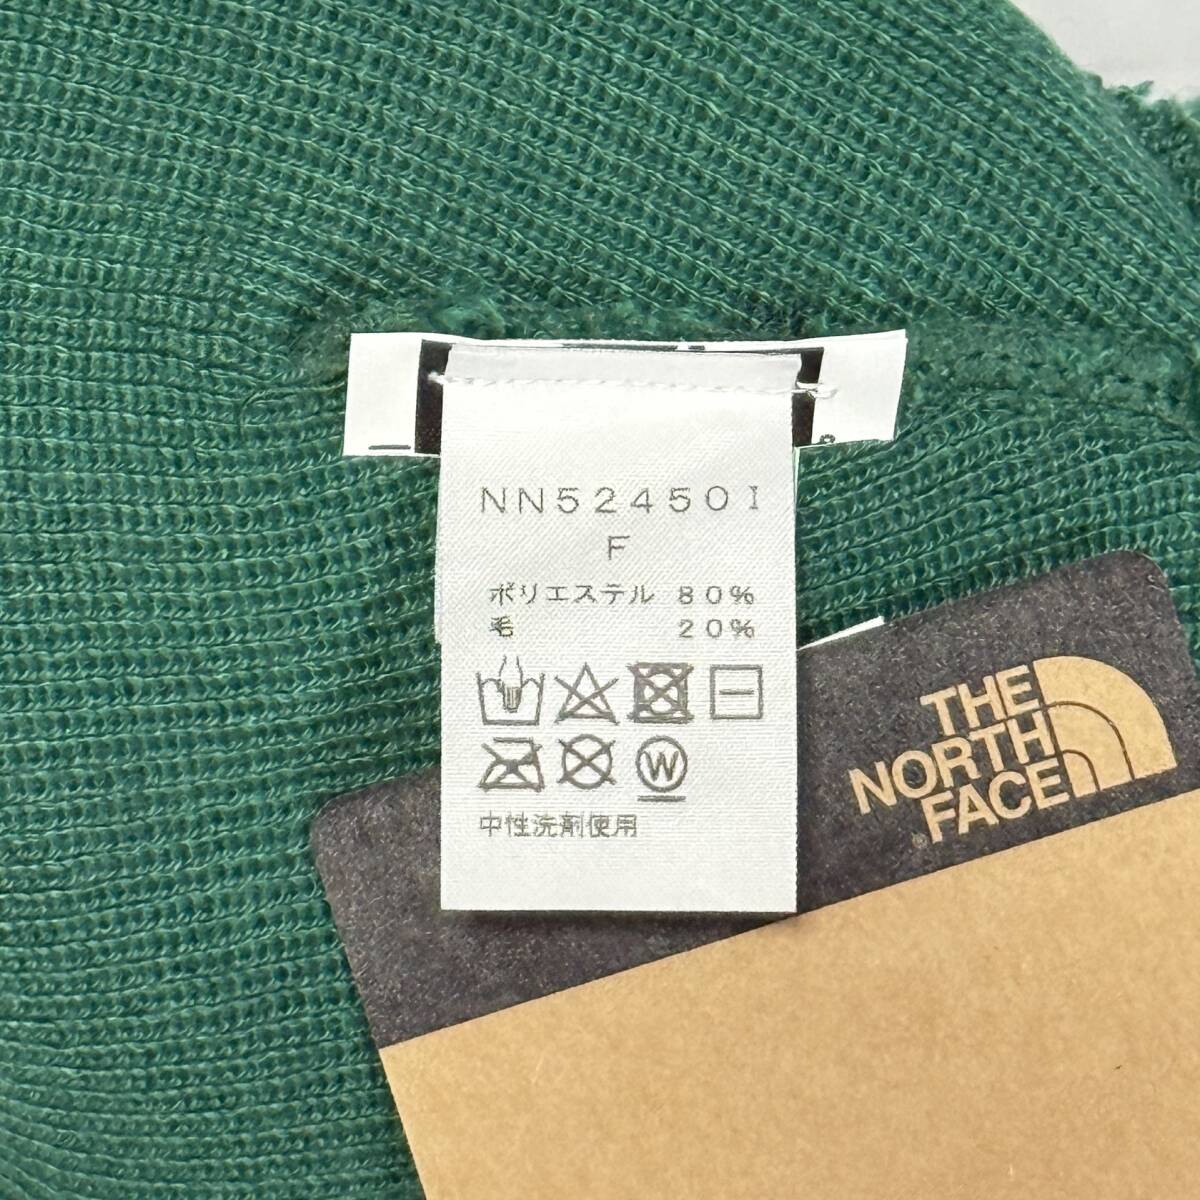 NN52450I
F
ポリエステル 80%
毛 20%
W
中性洗剤使用
THE
NORTH
FACE